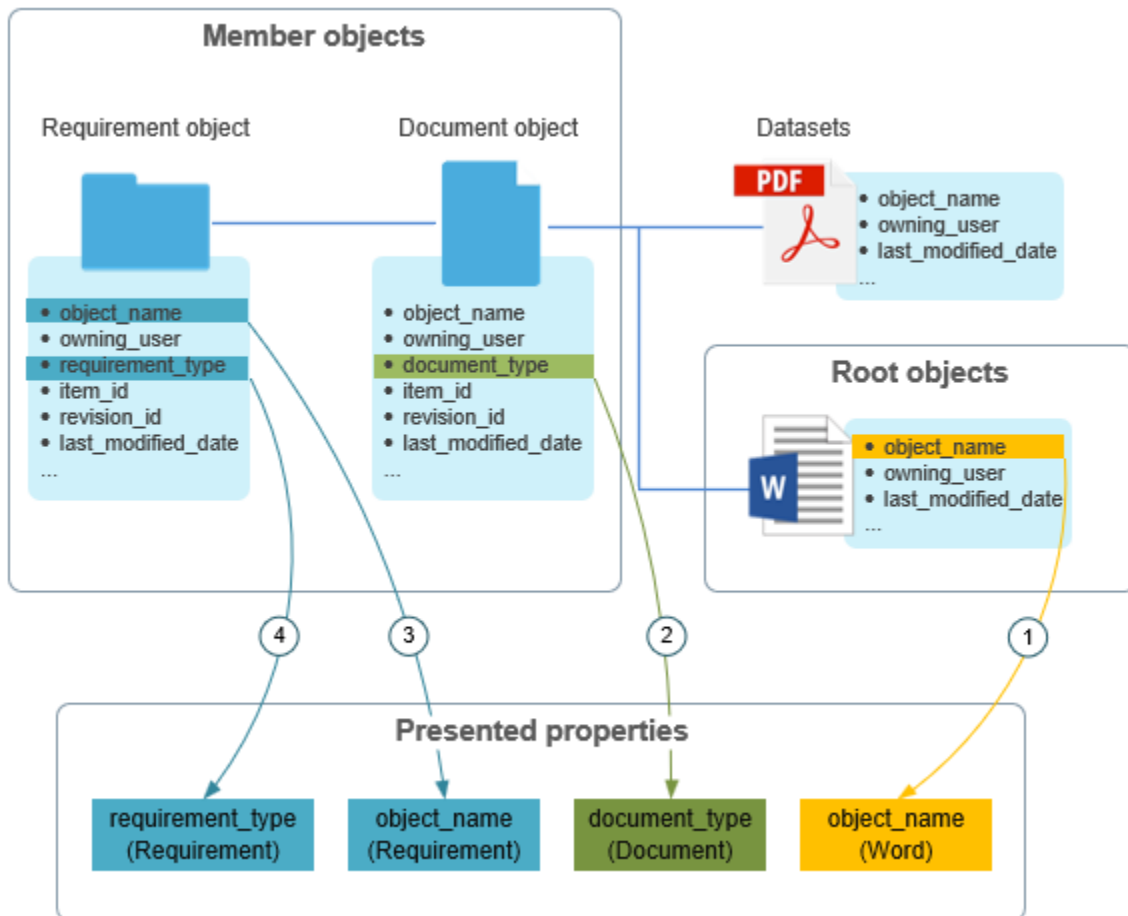 Member objects
Requirement object
Document object
Datasets
• object_name
• owning_user
• requirement_type
• item_id
• revision_id
• last_modified_date
...
• object_name
• owning_user
• document_type
• item_id
• revision_id
• last_modified_date
...
PDF
• object_name
• owning_user
• last_modified_date
...
Root objects
W
• object_name
• owning_user
• last_modified_date
...
4
3
2
1
Presented properties
requirement_type
(Requirement)
object_name
(Requirement)
document_type
(Document)
object_name
(Word)